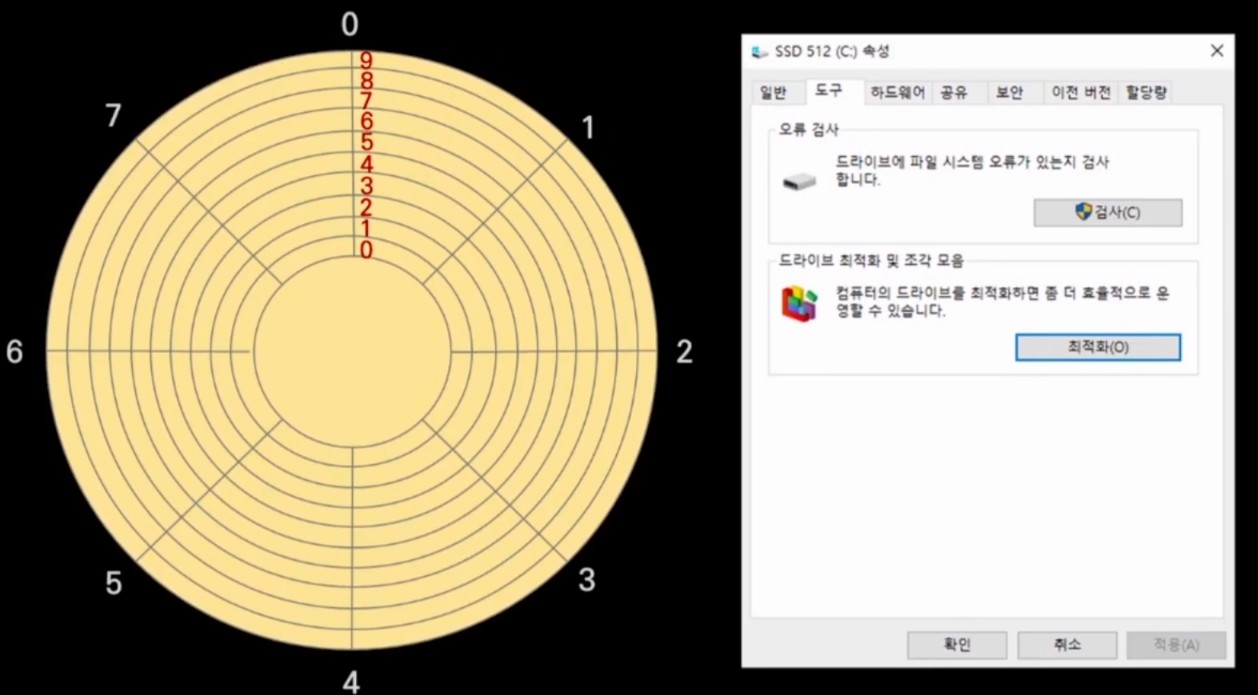 0
9
8
7
6
5
4
3
2
1
0
7
1
6
2
5
3
4
SSD 512 (C:) 속성
일반 도구 하드웨어 공유 보안 이전 버전 할당량
오류 검사
드라이브에 파일 시스템 오류가 있는지 검사
합니다.
검사(C)
드라이브 최적화 및 조각 모음
컴퓨터의 드라이브를 최적화하면 좀 더 효율적으로 운
영할 수 있습니다.
최적화(O)
확인 취소 적용(A)